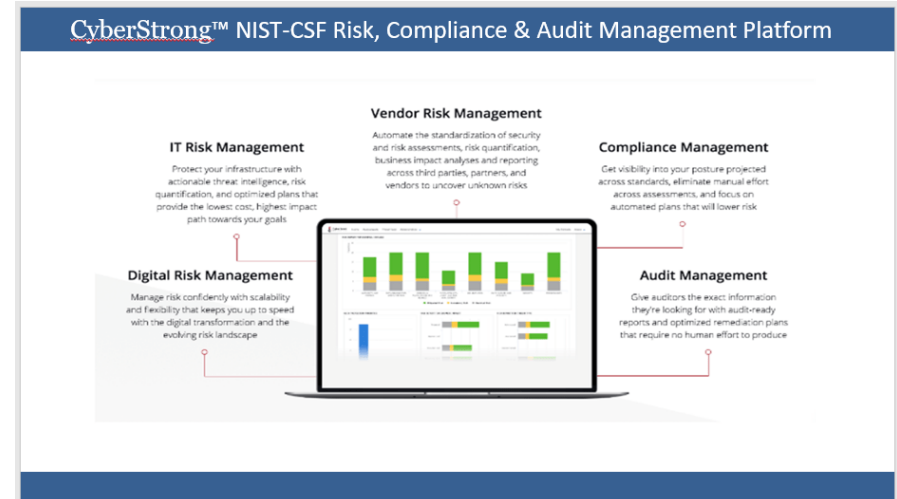 CyberStrong™ NIST-CSF Risk, Compliance & Audit Management Platform
Vendor Risk Management
Automate the standardization of security
and risk assessments, risk quantification,
business impact analyses and reporting
across third parties, partners, and
vendors to uncover unknown risks
IT Risk Management
Protect your infrastructure with
actionable threat intelligence, risk
quantification, and optimized plans that
provide the lowest cost, highest impact
path towards your goals
Compliance Management
Get visibility into your posture projected
across standards, eliminate manual effort
across assessments, and focus on
automated plans that will lower risk
Digital Risk Management
Manage risk confidently with scalability
and flexibility that keeps you up to speed
with the digital transformation and the
evolving risk landscape
Audit Management
Give auditors the exact information
they're looking for with audit-ready
reports and optimized remediation plans
that require no human effort to produce